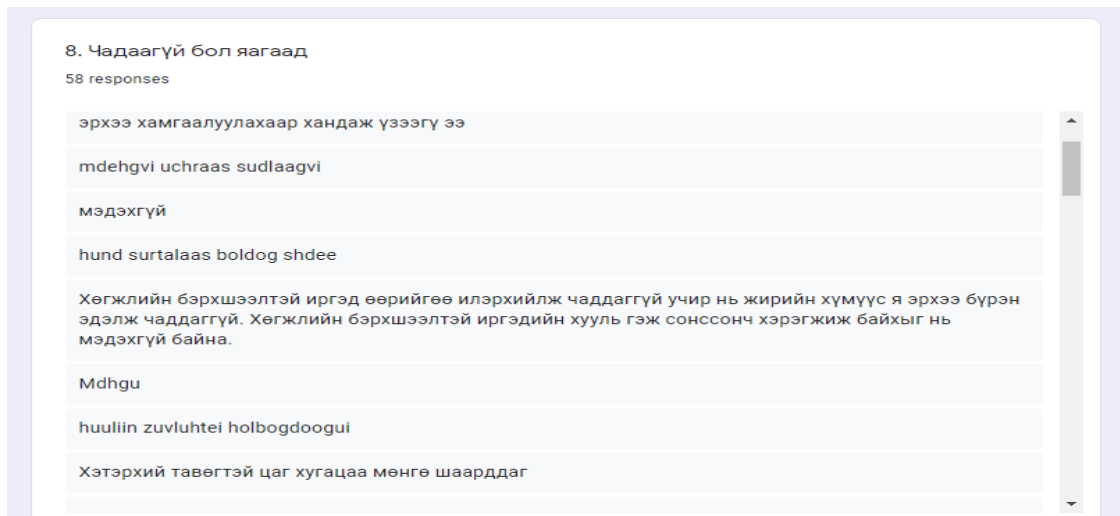 8. Чадаагүй бол яагаад
58 responses
эрхээ хамгаалуулахаар хандаж үзээгү ээ
mdehgvi uchraas sudlaagvi
мэдэхгүй
hund surtalaas boldog shdee
Хөгжлийн бэрхшээлтэй иргэд өөрийгөө илэрхийлж чаддаггүй учир нь жирийн хүмүүс я эрхээ бүрэн
эдэлж чаддаггүй. Хөгжлийн бэрхшээлтэй иргэдийн хууль гэж сонссонч хэрэгжиж байхыг нь
мэдэхгүй байна.
Mdhgu
huuliin zuvluhtei holbogdoogui
Хэтэрхий тавөгтэй цаг хугацаа мөнгө шаарддаг